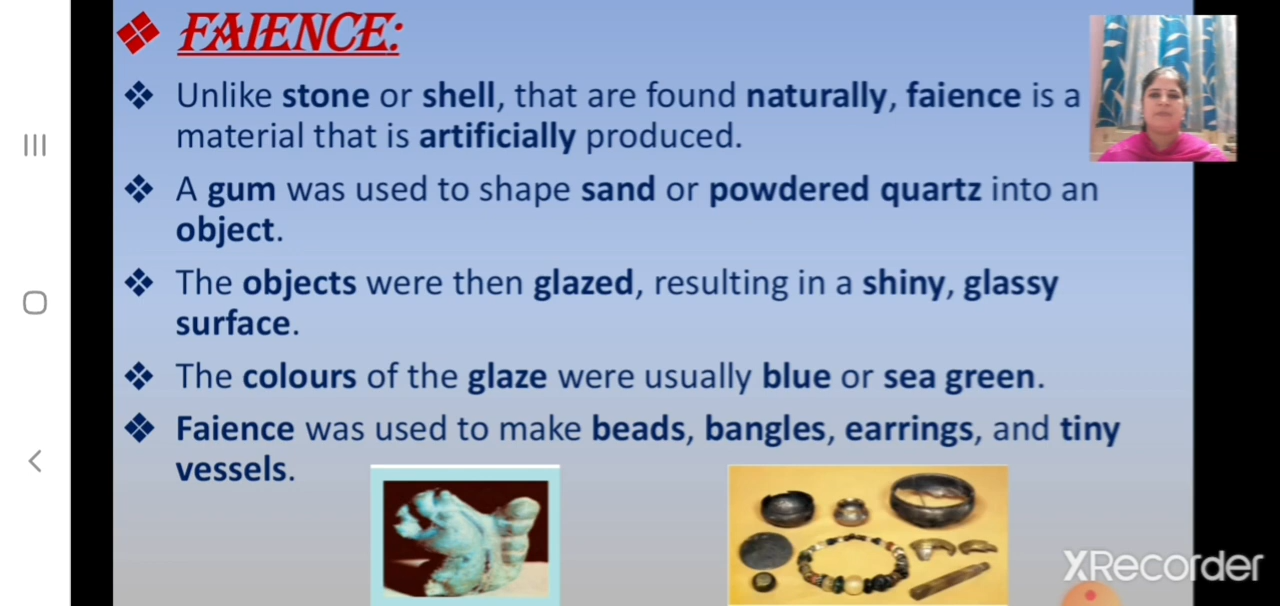 FAIENCE:
Unlike stone or shell, that are found naturally, faience is a
material that is artificially produced.
A gum was used to shape sand or powdered quartz into an
object.
The objects were then glazed, resulting in a shiny, glassy
surface.
The colours of the glaze were usually blue or sea green.
Faience was used to make beads, bangles, earrings, and tiny
vessels.
XRecorder